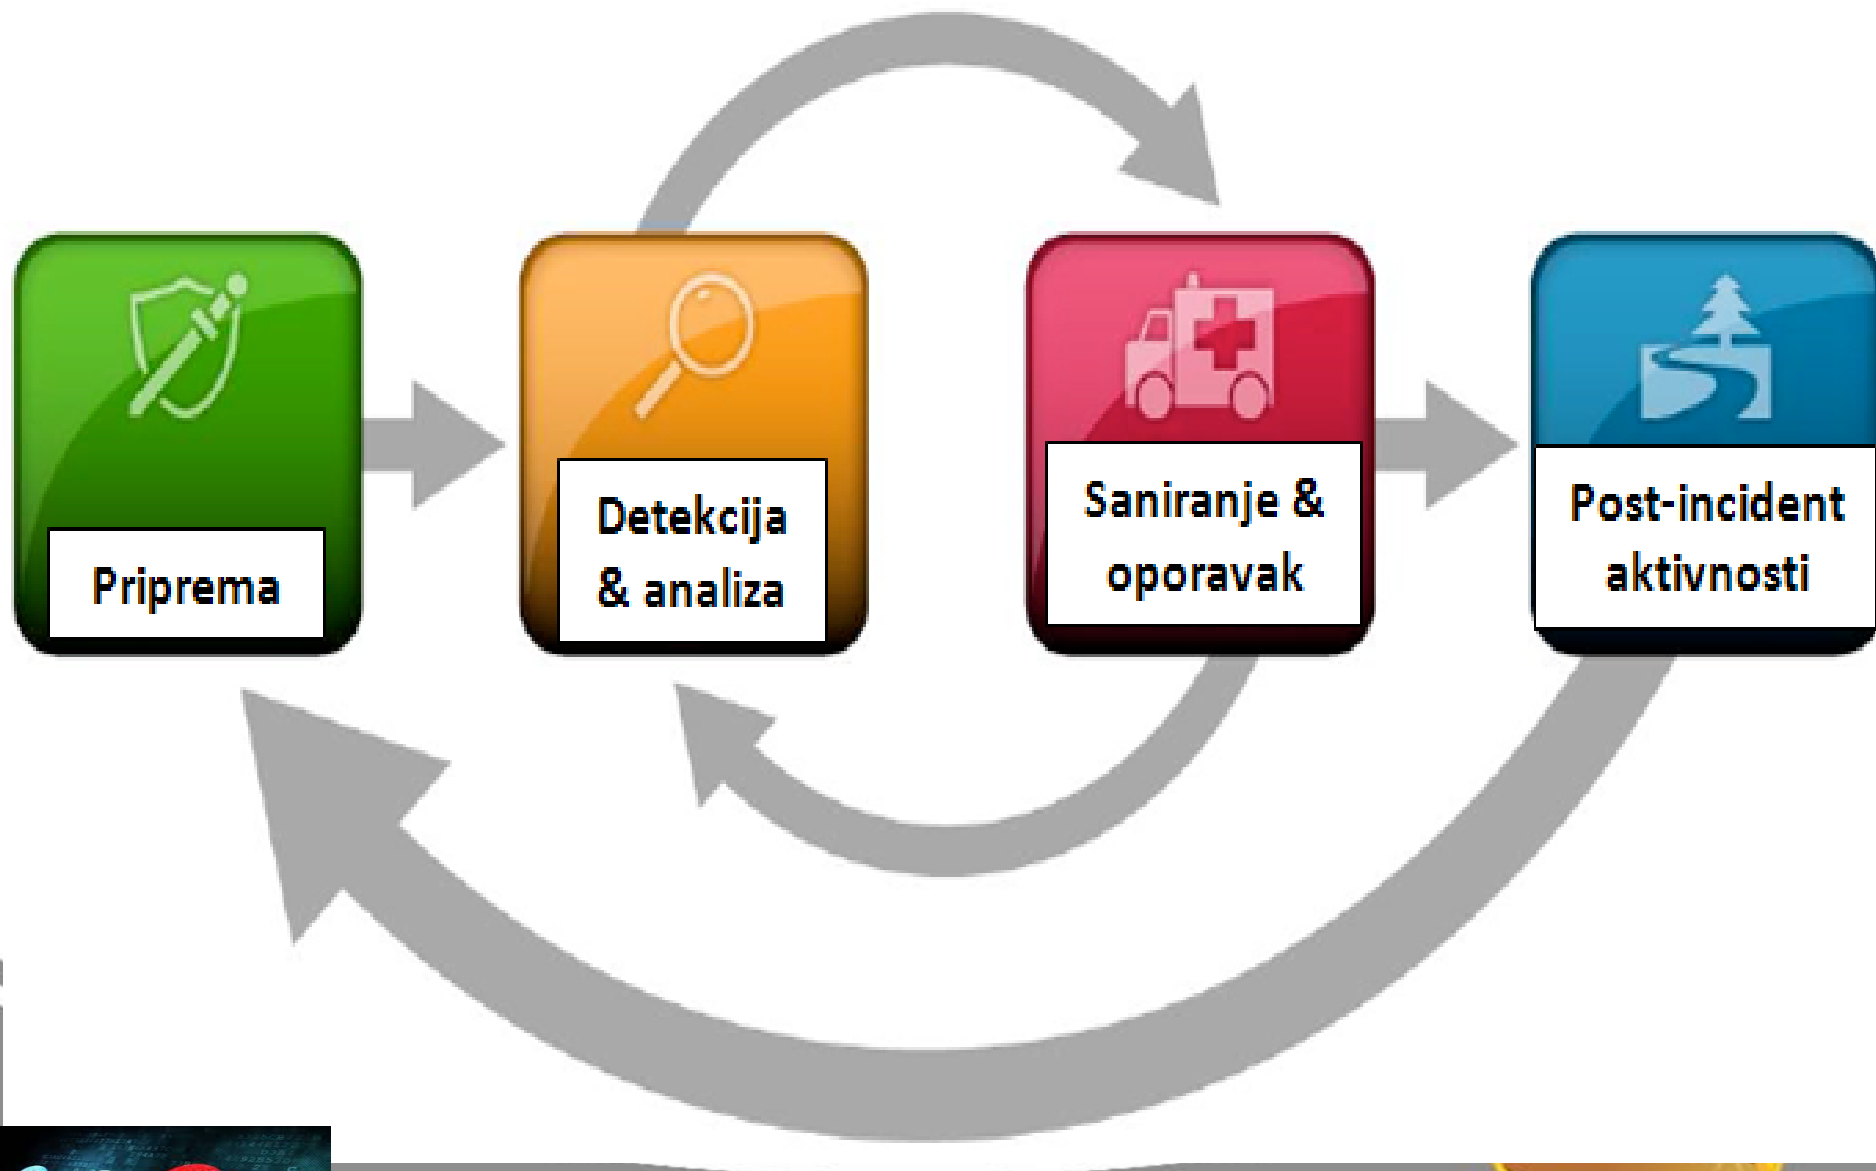 Priprema
Detekcija
& analiza
Saniranje &
oporavak
Post-incident
aktivnosti